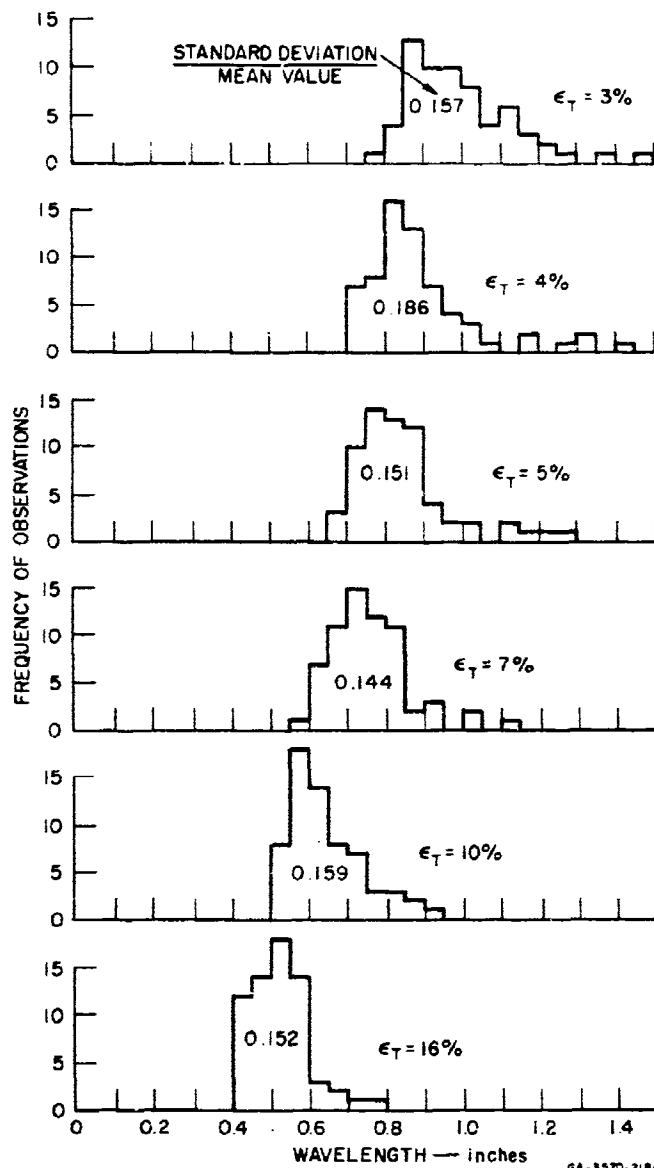 STANDARD DEVIATION
MEAN VALUE
15
10
5
0
0.157
ϵT = 3%
15
10
5
0
0.186
ϵT = 4%
15
10
5
0
0.151
ϵT = 5%
15
10
5
0
0.144
ϵT = 7%
15
10
5
0
0.159
ϵT = 10%
15
10
5
0
0.152
ϵT = 16%
FREQUENCY OF OBSERVATIONS
0 0.2 0.4 0.6 0.8 1.0 1.2 1.4
WAVELENGTH — inches